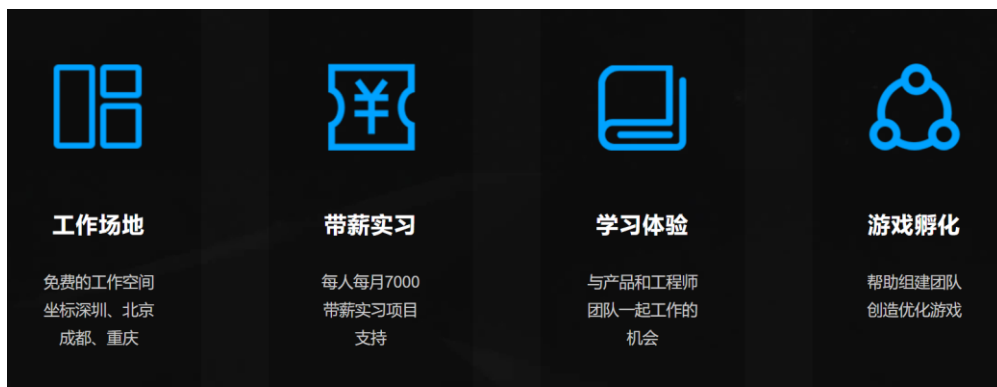 工作场地
免费的工作空间
坐标深圳、北京
成都、重庆
带薪实习
每人每月7000
带薪实习项目
支持
学习体验
与产品和工程师
团队一起工作的
机会
游戏孵化
帮助组建团队
创造优化游戏